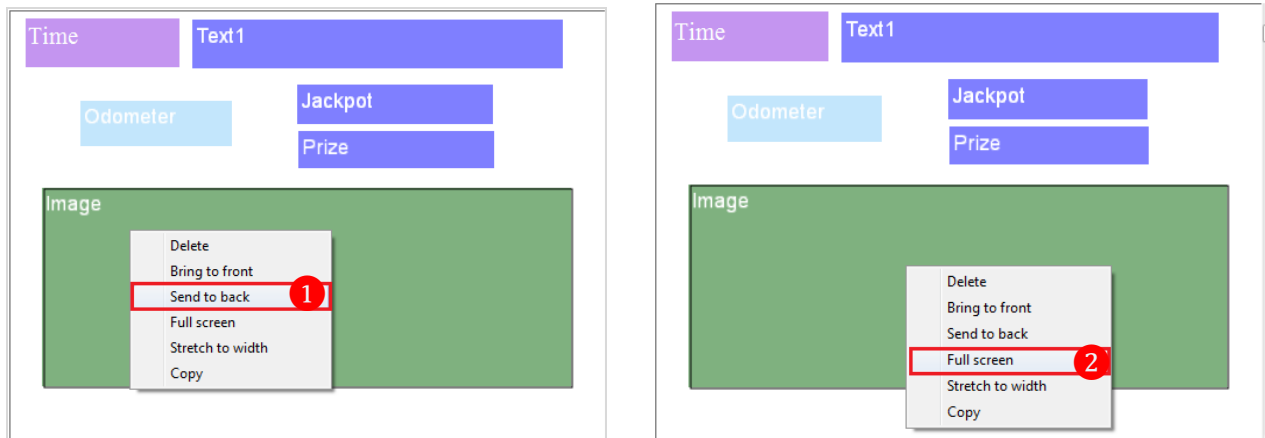 Time
Text1
Odometer
Jackpot
Prize
Image
Delete
Bring to front
Send to back
1
Full screen
Stretch to width
Copy
Time
Text1
Odometer
Jackpot
Prize
Image
Delete
Bring to front
Send to back
Full screen
2
Stretch to width
Copy